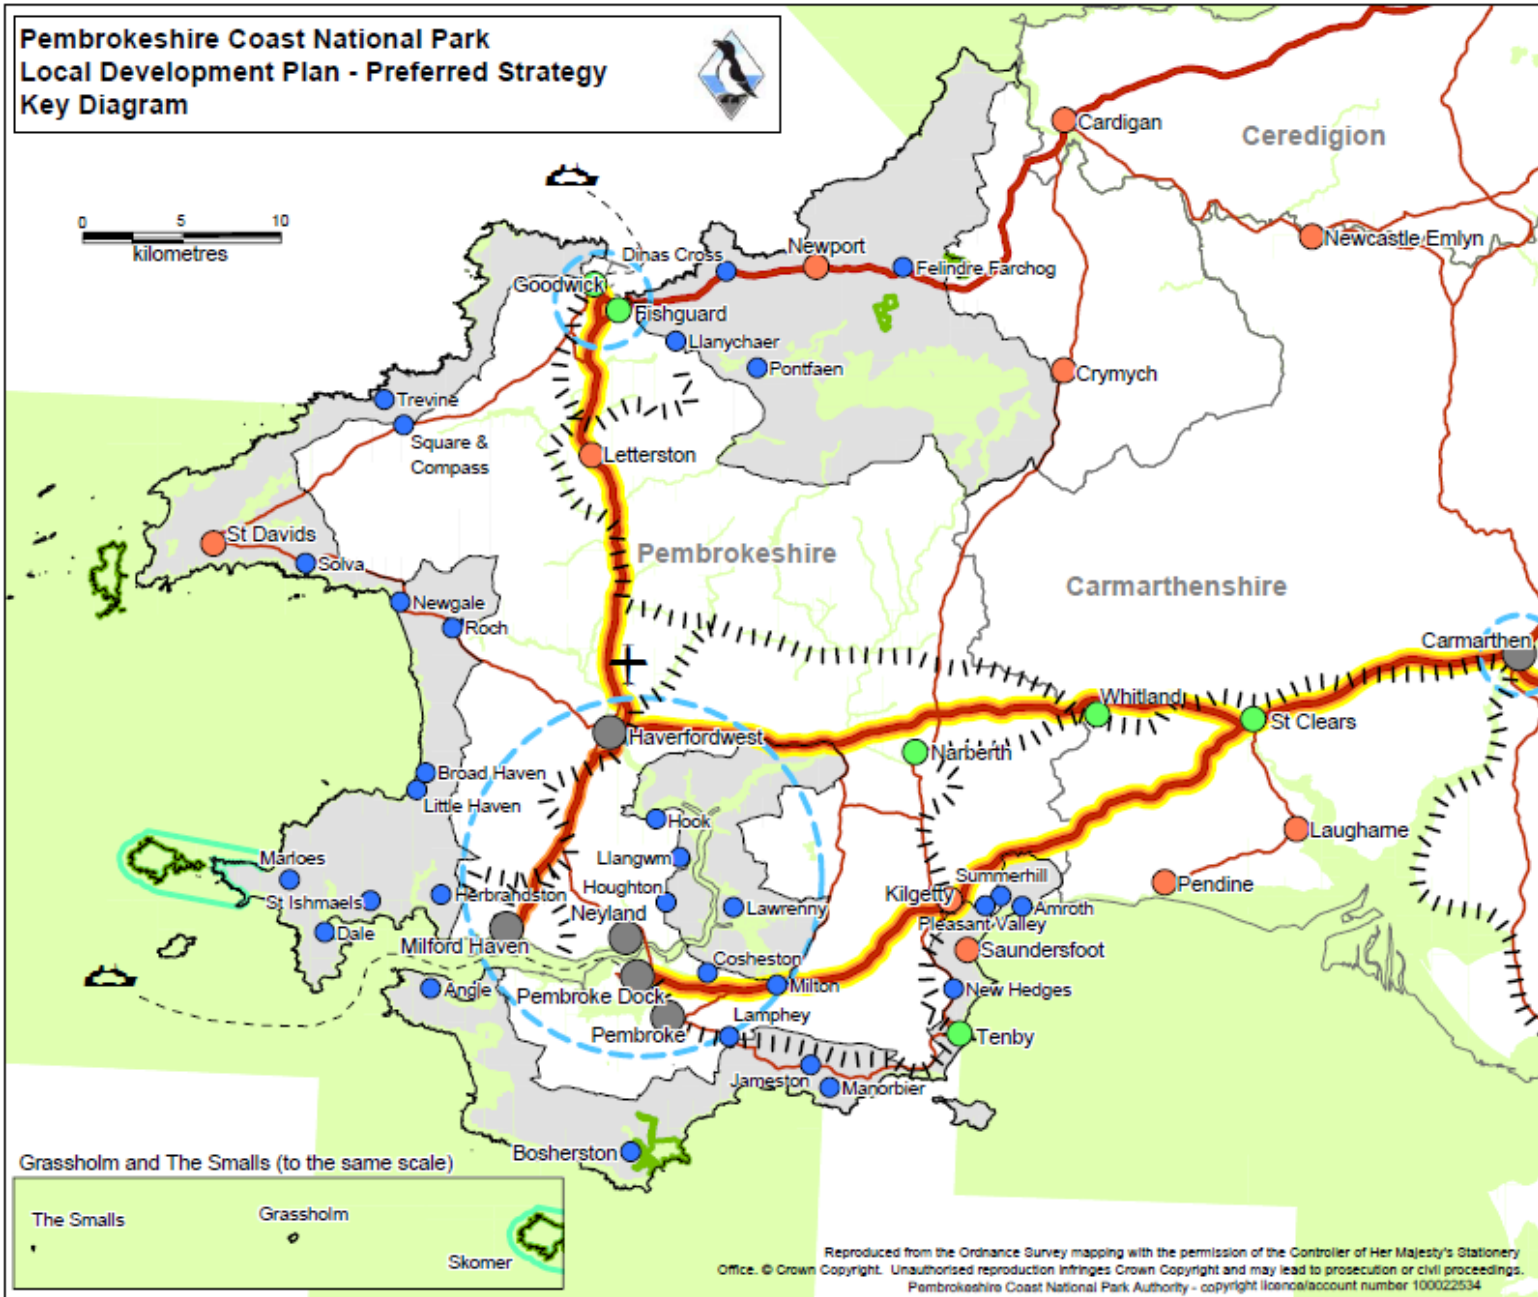 Pembrokeshire Coast National Park
Local Development Plan - Preferred Strategy
Key Diagram
0 5 10
kilometres
Cardigan
Ceredigion
Newcastle Emlyn
Dinas Cross
Newport
Felindre Farchog
Goodwick
Fishguard
Llanychaer
Pontfaen
Crymych
Trevine
Square &
Compass
Letterston
St Davids
Solva
Pembrokeshire
Carmarthenshire
Newgale
Roch
Carmarthen
Whitland
St Clears
Haverfordwest
Narberth
Broad Haven
Little Haven
Hook
Laugharne
Marloes
Llangwm
Summerhill
Pendine
St Ishmaels
Herbrandston
Houghton
Kilgetty
Lawrenny
Amroth
Neyland
Pleasant Valley
Dale
Milford Haven
Saundersfoot
Cosheston
Angle
Pembroke Dock
Milton
New Hedges
Lamphey
Pembroke
Tenby
Jameston
Manorbier
Bosherston
Grassholm and The Smalls (to the same scale)
The Smalls
Grassholm
Skomer
Reproduced from the Ordnance Survey mapping with the permission of the Controller of Her Majesty's Stationery
Office. © Crown Copyright. Unauthorised reproduction infringes Crown Copyright and may lead to prosecution or civil proceedings.
Pembrokeshire Coast National Park Authority - copyright licence/account number 100022534